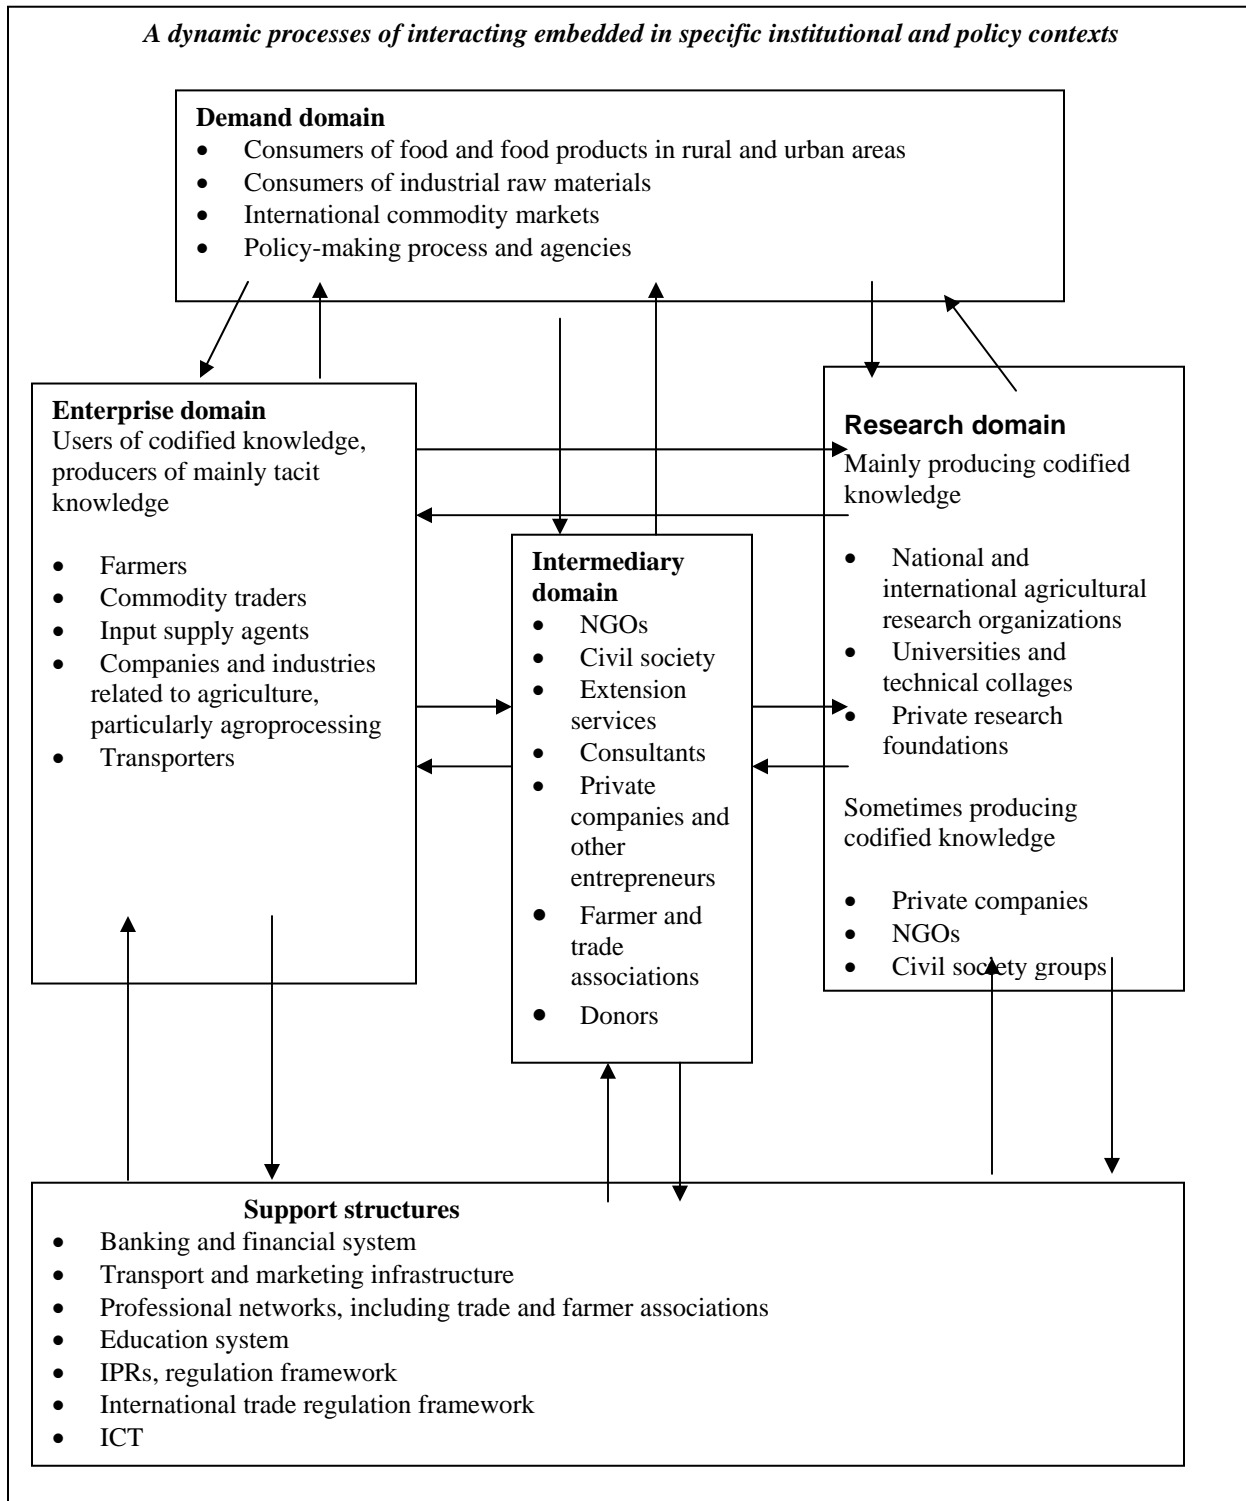 A dynamic processes of interacting embedded in specific institutional and policy contexts
Demand domain
• Consumers of food and food products in rural and urban areas
• Consumers of industrial raw materials
• International commodity markets
• Policy-making process and agencies
Enterprise domain
Users of codified knowledge,
producers of mainly tacit
knowledge
• Farmers
• Commodity traders
• Input supply agents
• Companies and industries
related to agriculture,
particularly agroprocessing
• Transporters
Intermediary
domain
• NGOs
• Civil society
• Extension
services
• Consultants
• Private
companies and
other
entrepreneurs
• Farmer and
trade
associations
• Donors
Research domain
Mainly producing codified
knowledge
• National and
international agricultural
research organizations
• Universities and
technical collages
• Private research
foundations
Sometimes producing
codified knowledge
• Private companies
• NGOs
• Civil society groups
Support structures
• Banking and financial system
• Transport and marketing infrastructure
• Professional networks, including trade and farmer associations
• Education system
• IPRs, regulation framework
• International trade regulation framework
• ICT